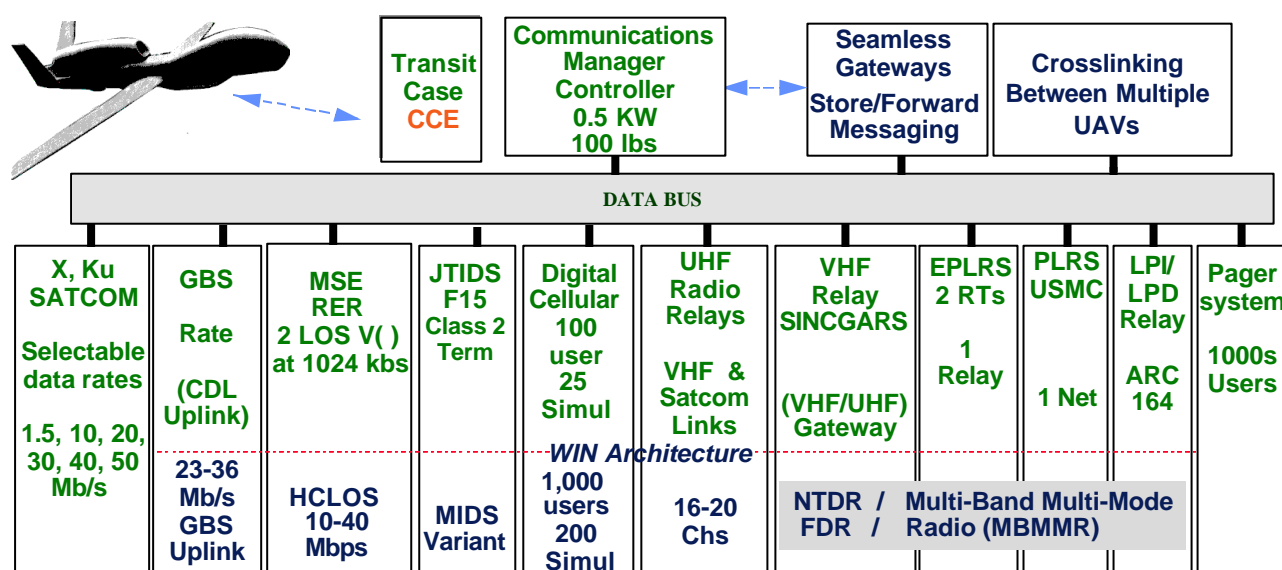 Transit
Case
CCE
Communications
Manager
Controller
0.5 KW
100 lbs
Seamless
Gateways
Store/Forward
Messaging
Crosslinking
Between Multiple
UAVs
DATA BUS
X, Ku
SATCOM
Selectable
data rates
1.5, 10, 20,
30, 40, 50
Mb/s
GBS
Rate
(CDL
Uplink)
23-36
Mb/s
GBS
Uplink
MSE
RER
2 LOS V( )
at 1024 kbs
HCLOS
10-40
Mbps
JTIDS
F15
Class 2
Term
MIDS
Variant
Digital
Cellular
100
user
25
Simul
WIN Architecture
1,000
users
200
Simul
UHF
Radio
Relays
VHF &
Satcom
Links
16-20
Chs
VHF
Relay
SINCGARS
(VHF/UHF)
Gateway
EPLRS
2 RTs
1
Relay
PLRS
USMC
1 Net
LPI/
LPD
Relay
ARC
164
NTDR / Multi-Band Multi-Mode
FDR / Radio (MBMMR)
Pager
system
1000s
Users